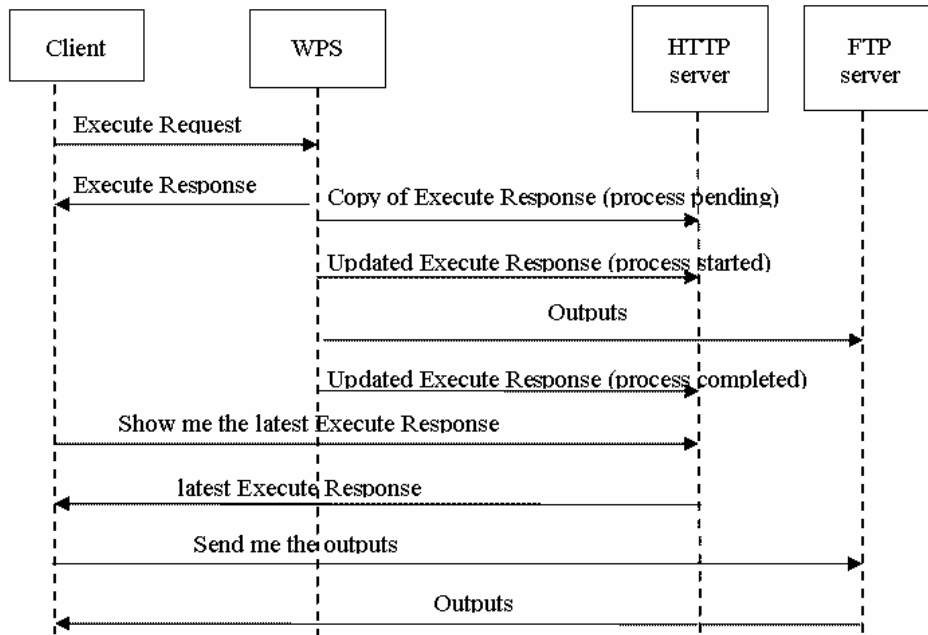 Client
WPS
HTTP
server
FTP
server
Execute Request
Execute Response
Copy of Execute Response (process pending)
Updated Execute Response (process started)
Outputs
Updated Execute Response (process completed)
Show me the latest Execute Response
latest Execute Response
Send me the outputs
Outputs